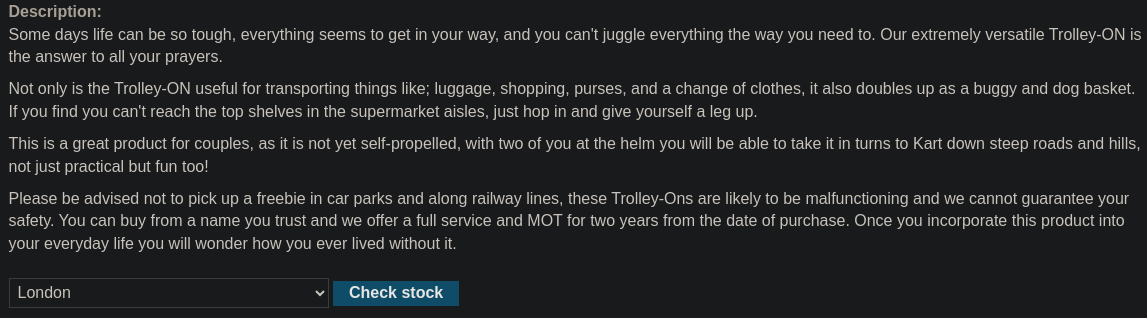 Description:
Some days life can be so tough, everything seems to get in your way, and you can't juggle everything the way you need to. Our extremely versatile Trolley-ON is
the answer to all your prayers.
Not only is the Trolley-ON useful for transporting things like; luggage, shopping, purses, and a change of clothes, it also doubles up as a buggy and dog basket.
If you find you can't reach the top shelves in the supermarket aisles, just hop in and give yourself a leg up.
This is a great product for couples, as it is not yet self-propelled, with two of you at the helm you will be able to take it in turns to Kart down steep roads and hills,
not just practical but fun too!
Please be advised not to pick up a freebie in car parks and along railway lines, these Trolley-Ons are likely to be malfunctioning and we cannot guarantee your
safety. You can buy from a name you trust and we offer a full service and MOT for two years from the date of purchase. Once you incorporate this product into
your everyday life you will wonder how you ever lived without it.
London Check stock